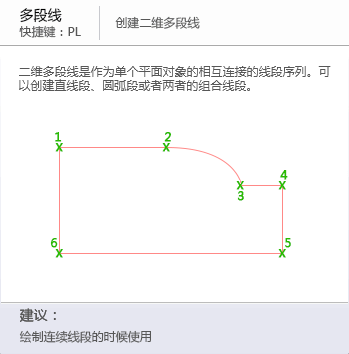 多段线
快捷键：PL
创建二维多段线
二维多段线是作为单个平面对象的相互连接的线段序列。可
以创建直线段、圆弧段或者两者的组合线段。
1 2
4
3
6 5
建议：
绘制连续线段的时候使用